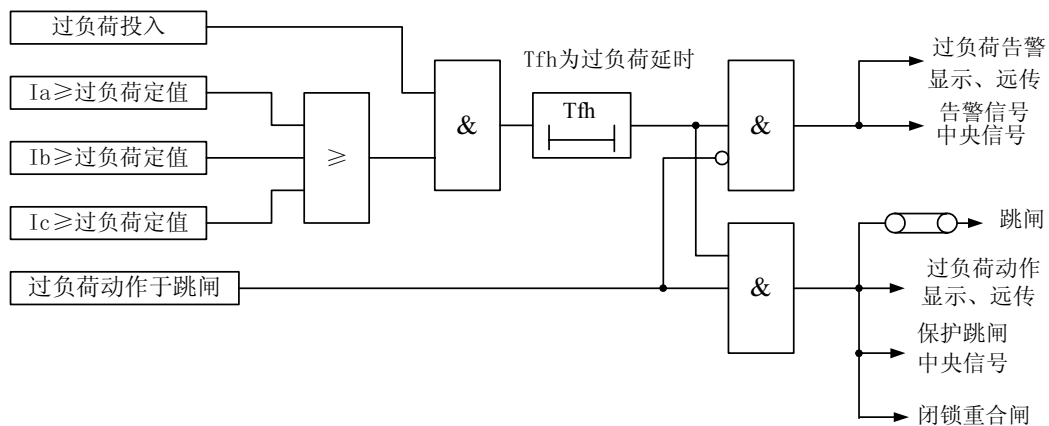 过负荷投入
Ia≥过负荷定值
Ib≥过负荷定值
Ic≥过负荷定值
过负荷动作于跳闸
≥
&
Tfh为过负荷延时
Tfh
&
&
过负荷告警
显示、远传
告警信号
中央信号
跳闸
过负荷动作
显示、远传
保护跳闸
中央信号
闭锁重合闸